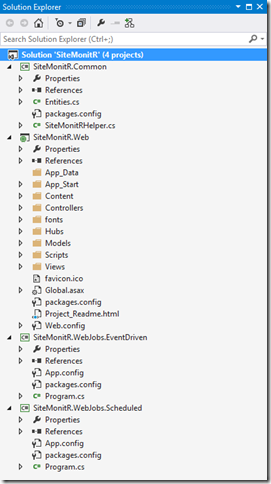 Solution Explorer
Search Solution Explorer (Ctrl+;)
Solution 'SiteMonitR' (4 projects)
SiteMonitR.Common
Properties
References
Entities.cs
packages.config
SiteMonitRHelper.cs
SiteMonitR.Web
Properties
References
App_Data
App_Start
Content
Controllers
fonts
Hubs
Models
Scripts
Views
favicon.ico
Global.asax
packages.config
Project_Readme.html
Web.config
SiteMonitR.WebJobs.EventDriven
Properties
References
App.config
packages.config
Program.cs
SiteMonitR.WebJobs.Scheduled
Properties
References
App.config
packages.config
Program.cs